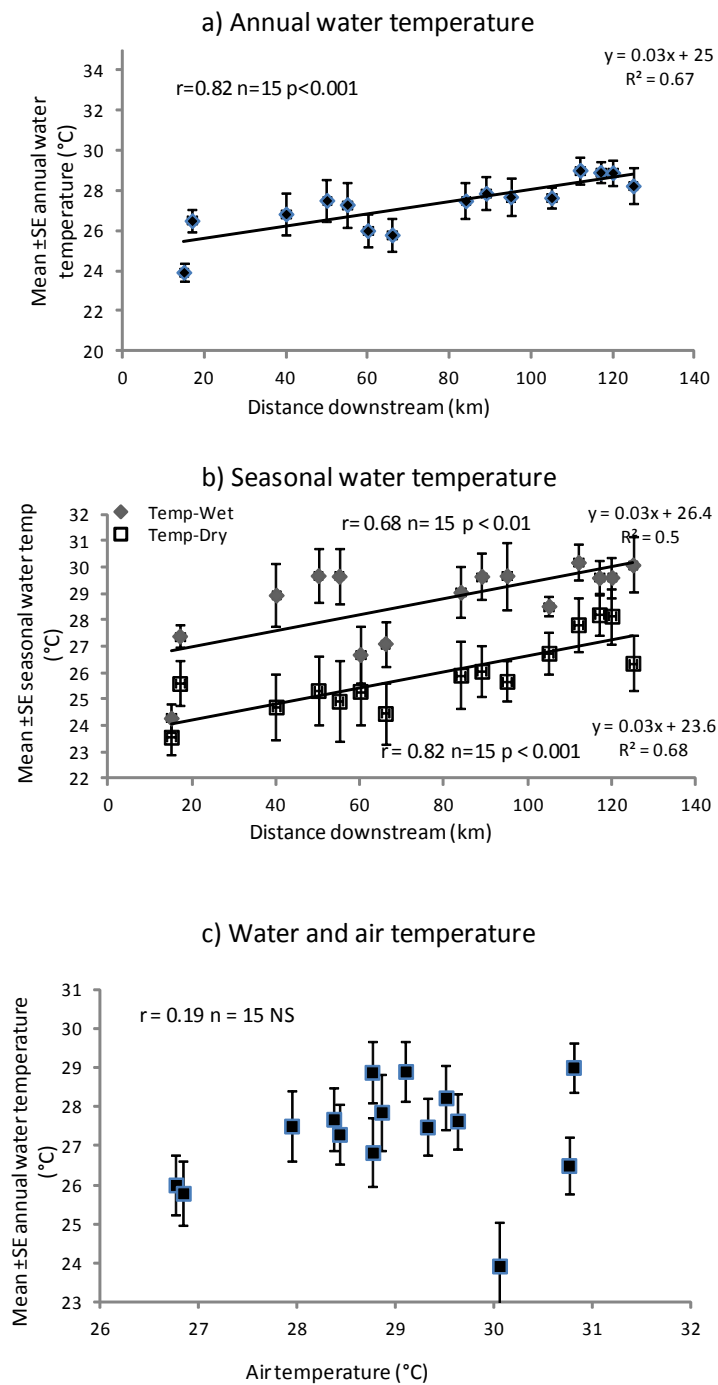 a) Annual water temperature
y = 0.03x + 25
R² = 0.67
r=0.82 n=15 p<0.001
Mean ±SE annual water
temperature (°C)
34
32
30
28
26
24
22
20
0
20
40
60
80
100
120
140
Distance downstream (km)
b) Seasonal water temperature
Temp-Wet
Temp-Dry
r= 0.68 n= 15 p < 0.01
y = 0.03x + 26.4
R² = 0.5
Mean ±SE seasonal water temp
(°C)
32
31
30
29
28
27
26
25
24
23
22
y = 0.03x + 23.6
R² = 0.68
r = 0.82 n=15 p < 0.001
0
20
40
60
80
100
120
140
Distance downstream (km)
c) Water and air temperature
r = 0.19 n = 15 NS
Mean ±SE annual water temperature
(°C)
31
30
29
28
27
26
25
24
23
26
27
28
29
30
31
32
Air temperature (°C)